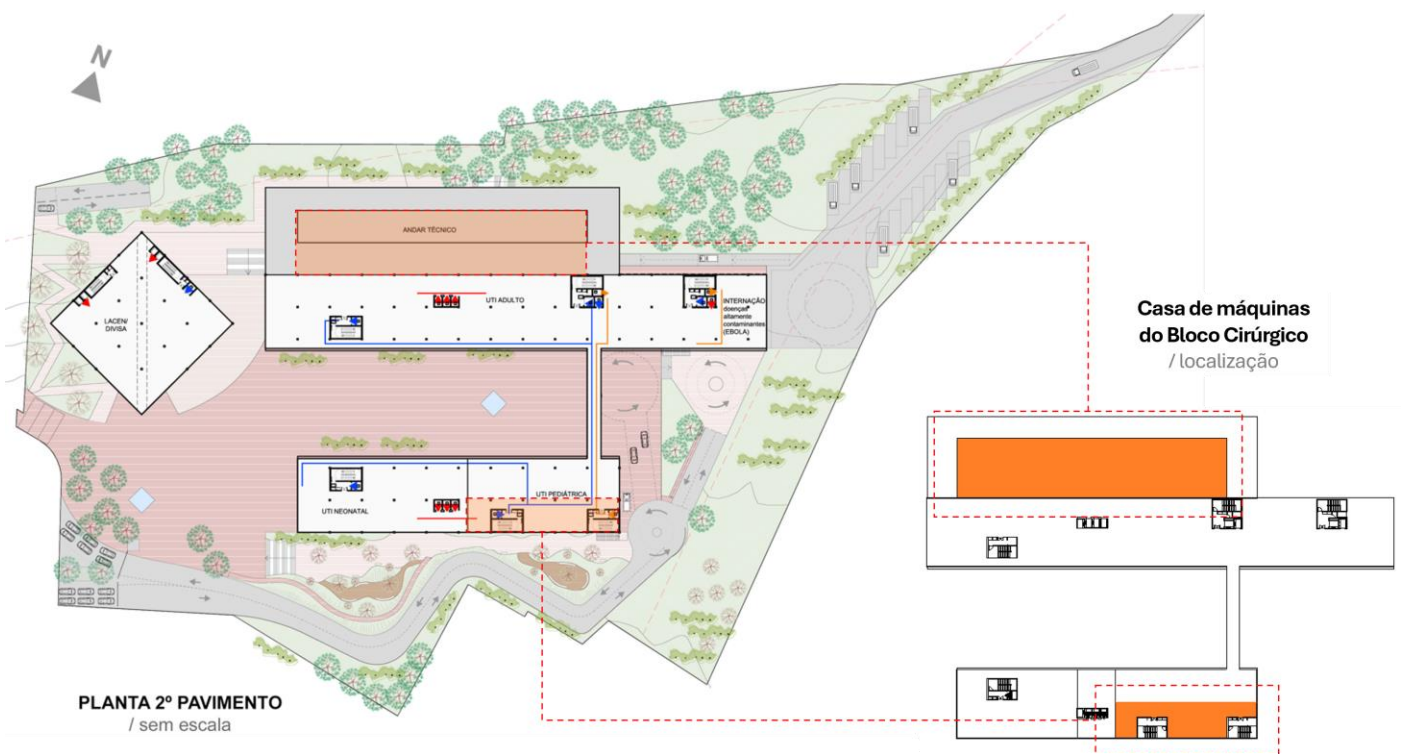 N
ANDAR TÉCNICO
UTI ADULTO
INTERNAÇÃO
doenças
altamente
contaminantes
(EBOLA)
LACEN/
DIVISA
Casa de máquinas
do Bloco Cirúrgico
/ localização
UTI PEDIÁTRICA
UTI NEONATAL
PLANTA 2º PAVIMENTO
/ sem escala